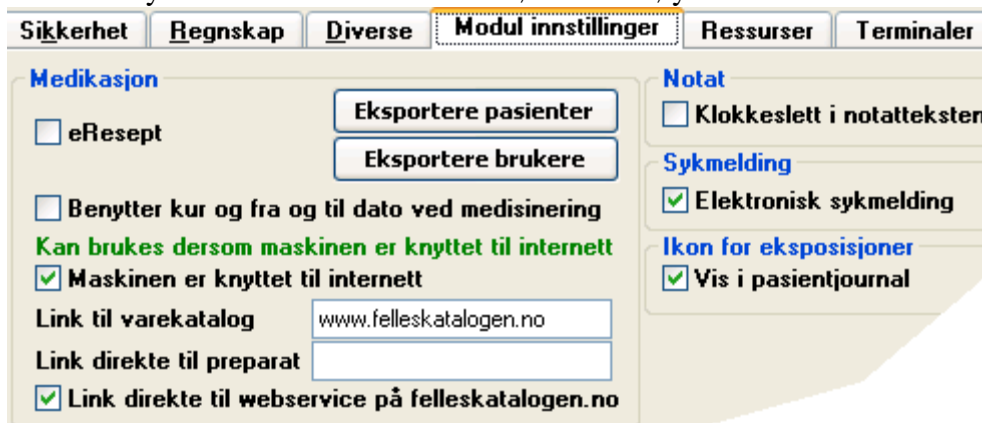 Sikkerhet Regnskap Diverse Modul innstillinger Ressurser Terminaler
Medikasjon
eResept
Eksportere pasienter
Eksportere brukere
Benytter kur og fra og til dato ved medisinering
Kan brukes dersom maskinen er knyttet til internett
Maskinen er knyttet til internett
Link til varekatalog www.felleskatalogen.no
Link direkte til preparat
Link direkte til webservice på felleskatalogen.no
Notat
Klokkeslett i notatteksten
Sykmelding
Elektronisk sykmelding
Ikon for eksposisjoner
Vis i pasientjournal